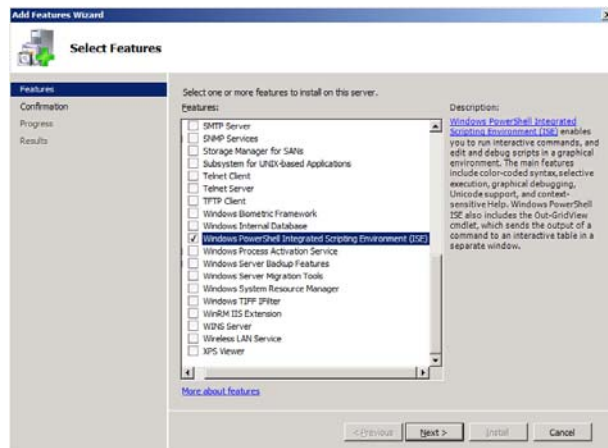 Add Features Wizard
Select Features
Features
Confirmation
Progress
Results
Select one or more features to install on this server.
Features:
SMTP Server
SNMP Services
Storage Manager for SANs
Subsystem for UNIX-based Applications
Telnet Client
Telnet Server
TFTP Client
Windows Biometric Framework
Windows Internal Database
Windows PowerShell Integrated Scripting Environment (ISE)
Windows Process Activation Service
Windows Server Backup Features
Windows Server Migration Tools
Windows System Resource Manager
Windows TIFF IFilter
WinRM IIS Extension
WINS Server
Wireless LAN Service
XPS Viewer
More about features
Description:
Windows PowerShell Integrated
Scripting Environment (ISE) enables
you to run interactive commands, and
edit and debug scripts in a graphical
environment. The main features
include color-coded syntax, selective
execution, graphical debugging,
Unicode support, and context-
sensitive Help. Windows PowerShell
ISE also includes the Out-GridView
cmdlet, which sends the output of a
command to an interactive table in a
separate window.
< Previous
Next >
Install
Cancel